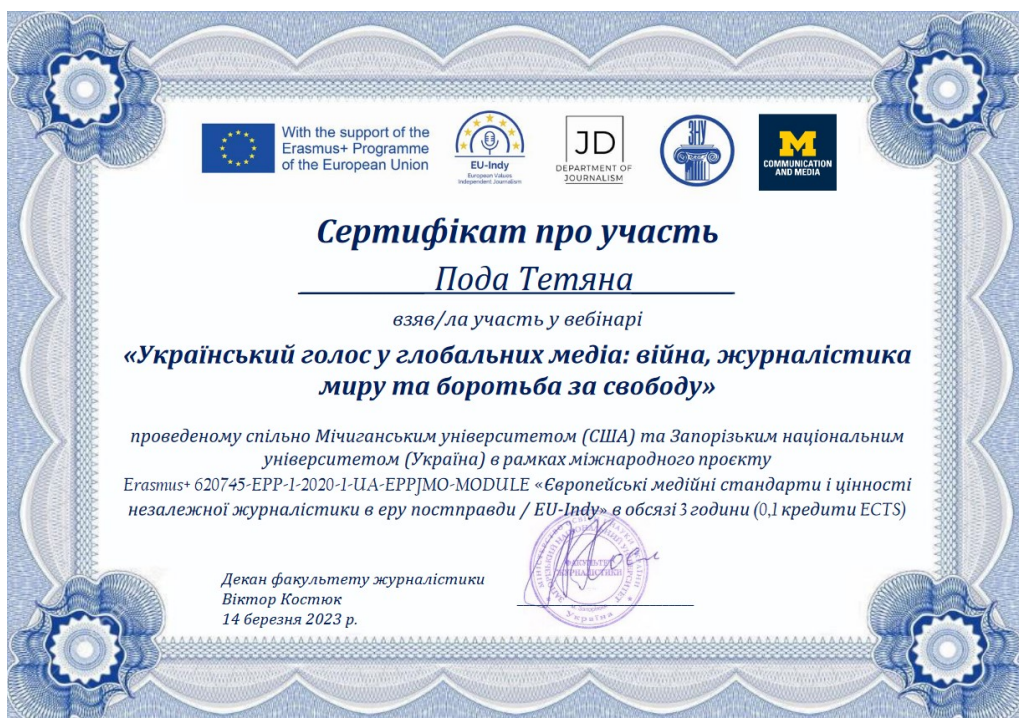 With the support of the
Erasmus+ Programme
of the European Union
EU-Indy
European Values
Independent Journalism
JD
DEPARTMENT OF
JOURNALISM
ЗНУ
M
COMMUNICATION
AND MEDIA
Сертифікат про участь
Пода Тетяна
взяв/ла участь у вебінарі
«Український голос у глобальних медіа: війна, журналістика
миру та боротьба за свободу»
проведеному спільно Мічиганським університетом (США) та Запорізьким національним
університетом (Україна) в рамках міжнародного проєкту
Erasmus+ 620745-EPP-1-2020-1-UA-EPPJMO-MODULE «Європейські медійні стандарти і цінності
незалежної журналістики в еру постправди / EU-Indy» в обсязі 3 години (0,1 кредити ECTS)
Декан факультету журналістики
Віктор Костюк
14 березня 2023 р.
ФАКУЛЬТЕТ
ЖУРНАЛІСТИКИ
Україна